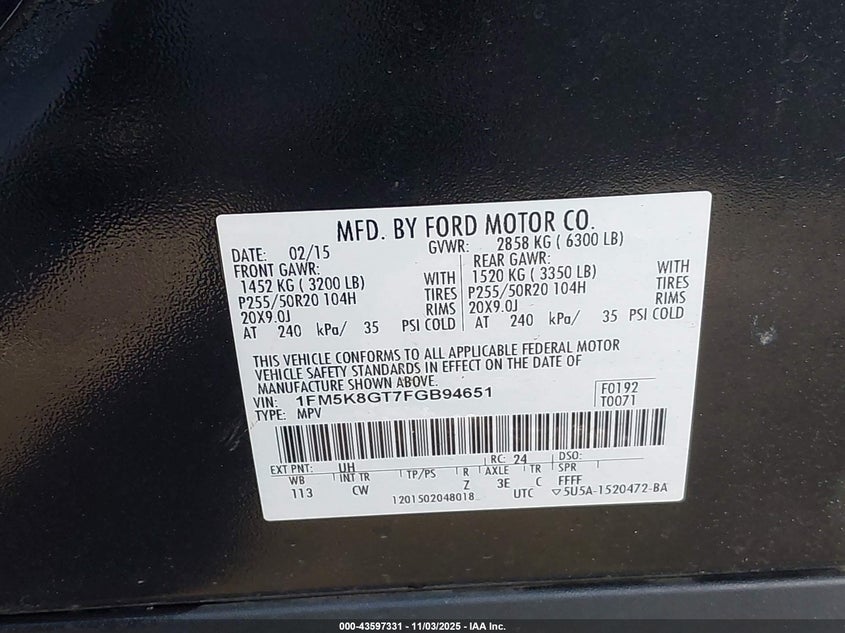 MFD. BY FORD MOTOR CO.
DATE: 02/15 GVWR: 2858 KG ( 6300 LB)
FRONT GAWR: REAR GAWR:
1452 KG ( 3200 LB) WITH 1520 KG ( 3350 LB) WITH
P255/50R20 104H TIRES P255/50R20 104H TIRES
20X9.0J RIMS 20X9.0J RIMS
AT 240 kPa/ 35 PSI COLD AT 240 kPa/ 35 PSI COLD
THIS VEHICLE CONFORMS TO ALL APPLICABLE FEDERAL MOTOR
VEHICLE SAFETY STANDARDS IN EFFECT ON THE DATE OF
MANUFACTURE SHOWN ABOVE.
VIN: 1FM5K8GT7FGB94651 F0192
TYPE: MPV T0071
EXT PNT: UH RC: 24 DSO:
WB INT TR TP/PS R AXLE TR SPR
113 CW Z 3E C FFFF
1201502048018 UTC ▽5U5A-1520472-BA
000-43597331 - 11/03/2025 - IAA Inc.